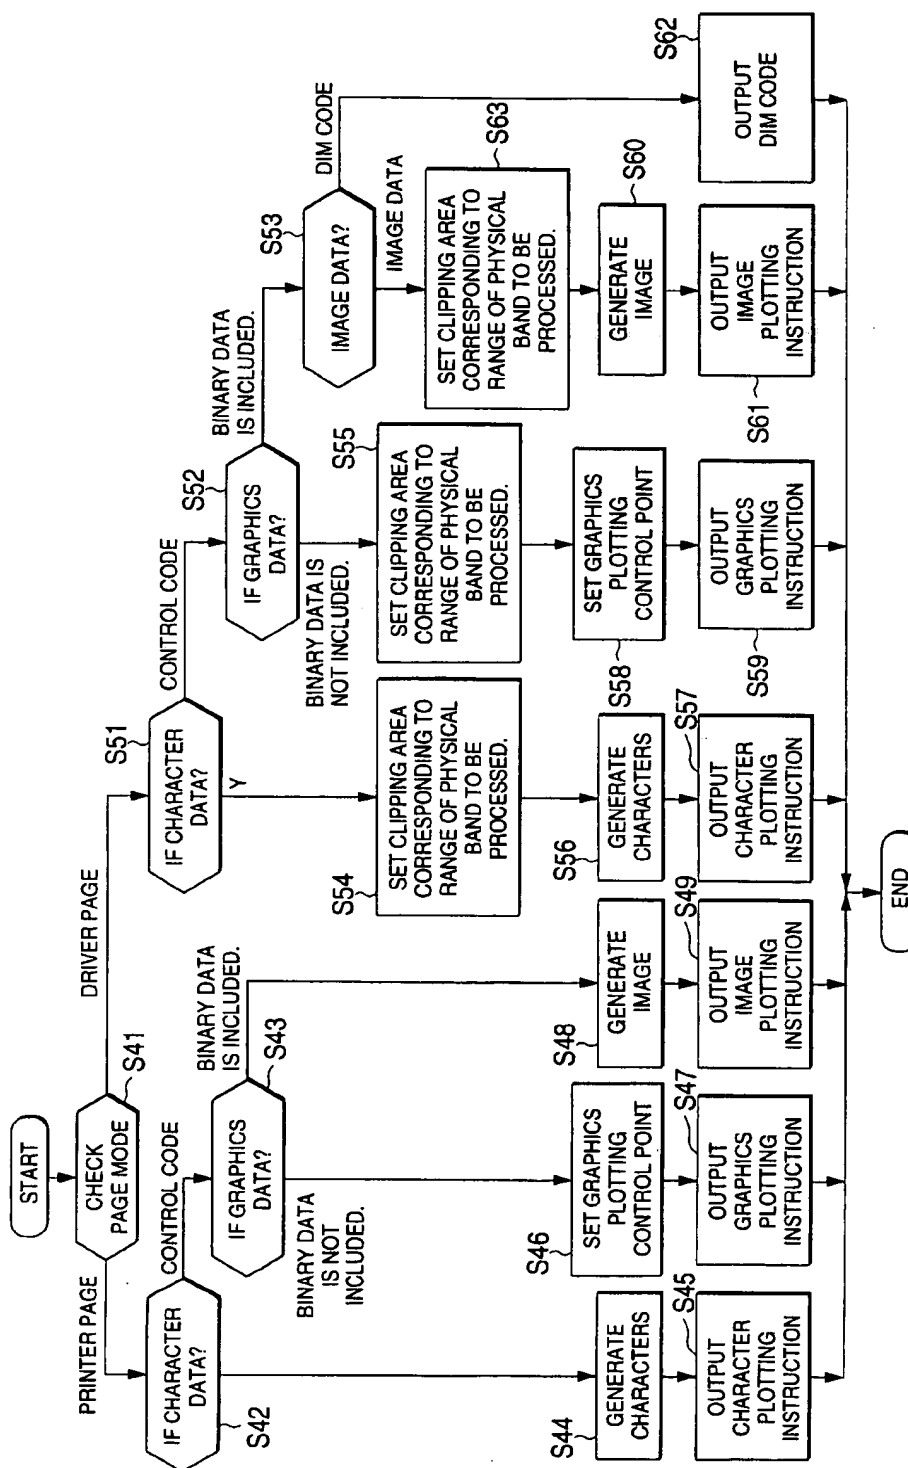 START
CHECK
PAGE MODE
S41
PRINTER PAGE
DRIVER PAGE
IF CHARACTER
DATA?
S42
CONTROL CODE
IF GRAPHICS
DATA?
S43
BINARY DATA
IS INCLUDED.
BINARY DATA
IS NOT
INCLUDED.
GENERATE
CHARACTERS
S44
OUTPUT
CHARACTER
PLOTTING
INSTRUCTION
S45
SET GRAPHICS
PLOTTING
CONTROL POINT
S46
OUTPUT
GRAPHICS
PLOTTING
INSTRUCTION
S47
GENERATE
IMAGE
S48
OUTPUT
IMAGE
PLOTTING
INSTRUCTION
S49
IF CHARACTER
DATA?
S51
Y
CONTROL CODE
IF GRAPHICS
DATA?
S52
BINARY DATA
IS INCLUDED.
BINARY DATA IS
NOT INCLUDED.
IMAGE DATA?
S53
DIM CODE
IMAGE DATA
SET CLIPPING AREA
CORRESPONDING TO
RANGE OF PHYSICAL
BAND TO BE
PROCESSED.
S54
SET CLIPPING AREA
CORRESPONDING TO
RANGE OF PHYSICAL
BAND TO BE
PROCESSED.
S55
SET CLIPPING AREA
CORRESPONDING TO
RANGE OF PHYSICAL
BAND TO BE
PROCESSED.
S63
GENERATE
CHARACTERS
S56
OUTPUT
CHARACTER
PLOTTING
INSTRUCTION
S57
SET GRAPHICS
PLOTTING
CONTROL POINT
S58
OUTPUT
GRAPHICS
PLOTTING
INSTRUCTION
S59
GENERATE
IMAGE
S60
OUTPUT
IMAGE
PLOTTING
INSTRUCTION
S61
OUTPUT
DIM CODE
S62
END